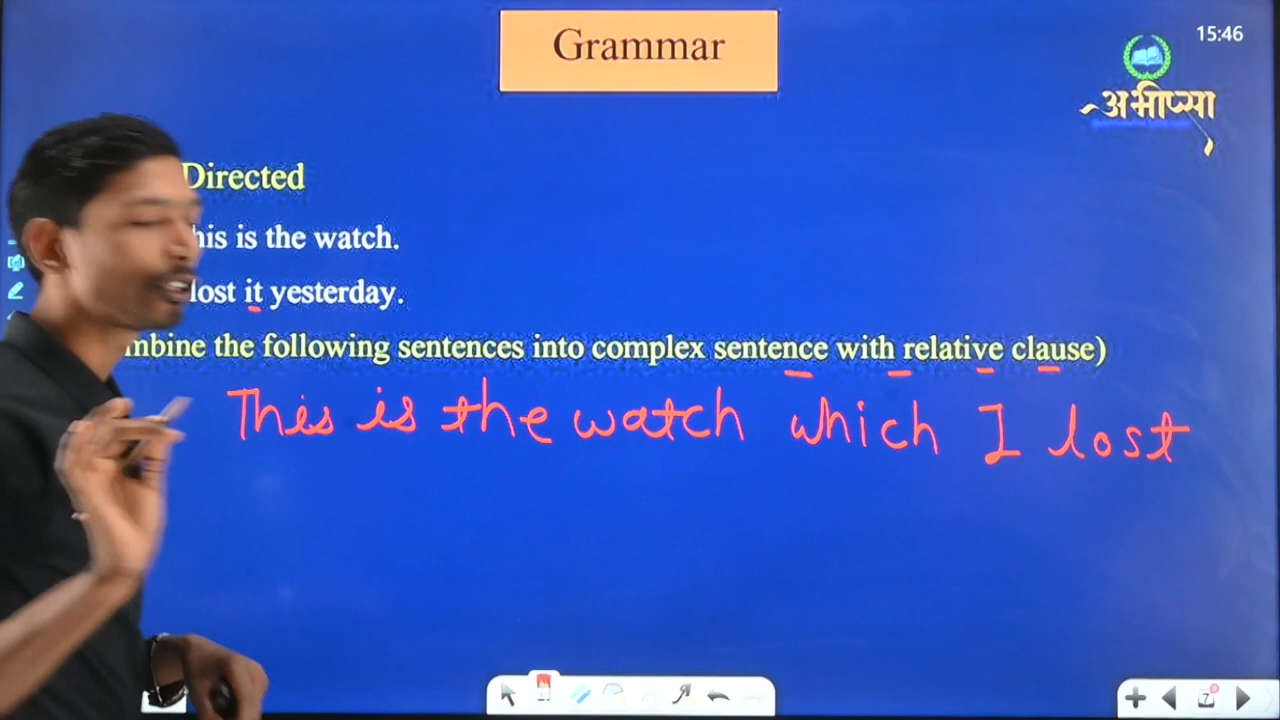 Grammar
15:46
अभीप्सा
Directed
his is the watch.
lost it yesterday.
mbine the following sentences into complex sentence with relative clause)
This is the watch which I lost
7